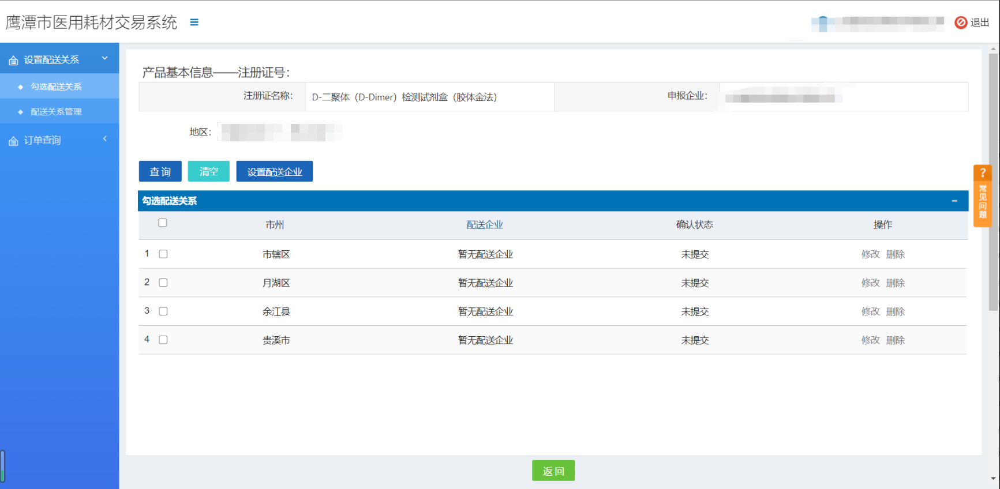 鹰潭市医用耗材交易系统
退出
设置配送关系
勾选配送关系
配送关系管理
订单查询
产品基本信息——注册证号：
注册证名称： D-二聚体（D-Dimer）检测试剂盒（胶体金法） 申报企业：
地区：
查询 清空 设置配送企业
勾选配送关系
市州 配送企业 确认状态 操作
1 市辖区 暂无配送企业 未提交 修改 删除
2 月湖区 暂无配送企业 未提交 修改 删除
3 余江县 暂无配送企业 未提交 修改 删除
4 贵溪市 暂无配送企业 未提交 修改 删除
?
常见问题
返回